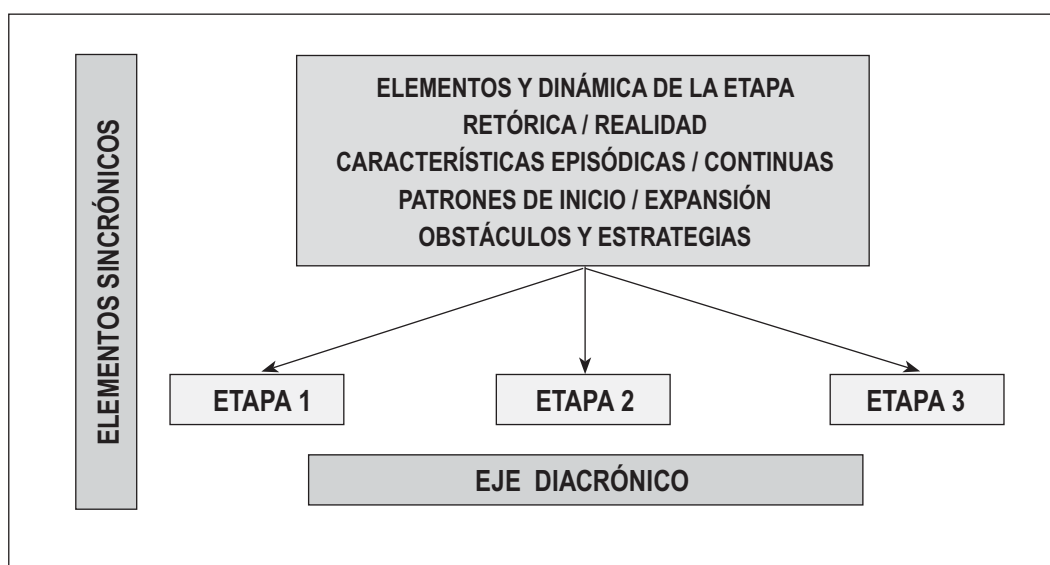 ELEMENTOS SINCRÓNICOS
ELEMENTOS Y DINÁMICA DE LA ETAPA
RETÓRICA / REALIDAD
CARACTERÍSTICAS EPISÓDICAS / CONTINUAS
PATRONES DE INICIO / EXPANSIÓN
OBSTÁCULOS Y ESTRATEGIAS
ETAPA 1
ETAPA 2
ETAPA 3
EJE DIACRÓNICO